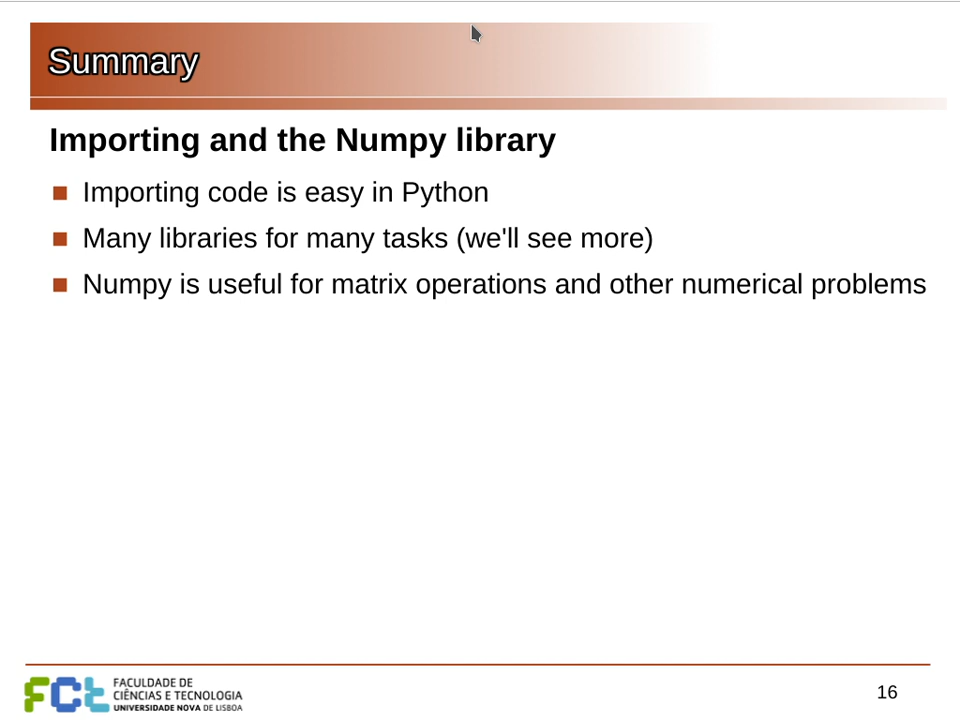 Summary
Importing and the Numpy library
Importing code is easy in Python
Many libraries for many tasks (we'll see more)
Numpy is useful for matrix operations and other numerical problems
FCt
FACULDADE DE
CIÊNCIAS E TECNOLOGIA
UNIVERSIDADE NOVA DE LISBOA
16